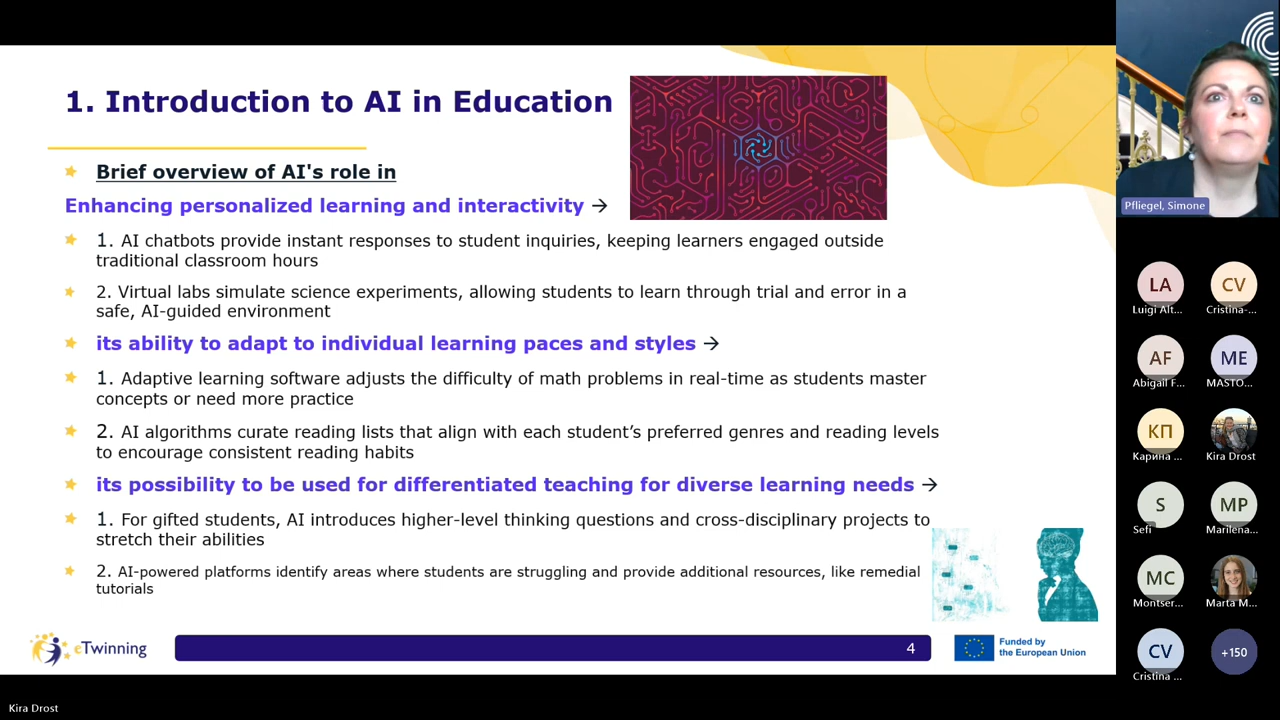 1. Introduction to AI in Education
Brief overview of AI's role in
Enhancing personalized learning and interactivity →
1. AI chatbots provide instant responses to student inquiries, keeping learners engaged outside
traditional classroom hours
2. Virtual labs simulate science experiments, allowing students to learn through trial and error in a
safe, AI-guided environment
its ability to adapt to individual learning paces and styles →
1. Adaptive learning software adjusts the difficulty of math problems in real-time as students master
concepts or need more practice
2. AI algorithms curate reading lists that align with each student’s preferred genres and reading levels
to encourage consistent reading habits
its possibility to be used for differentiated teaching for diverse learning needs →
1. For gifted students, AI introduces higher-level thinking questions and cross-disciplinary projects to
stretch their abilities
2. AI-powered platforms identify areas where students are struggling and provide additional resources, like remedial
tutorials
eTwinning
4
Funded by
the European Union
Pfliegel, Simone
LA
Luigi Alt...
CV
Cristina-...
AF
Abigail F...
ME
MASTO...
КП
Карина ...
Kira Drost
S
Sefi
MP
Marilena...
MC
Montser...
Marta M...
CV
Cristina ...
+150
Kira Drost